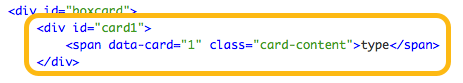 <div id="boxcard">
<div id="card1">
<span data-card="1" class="card-content">type</span>
</div>